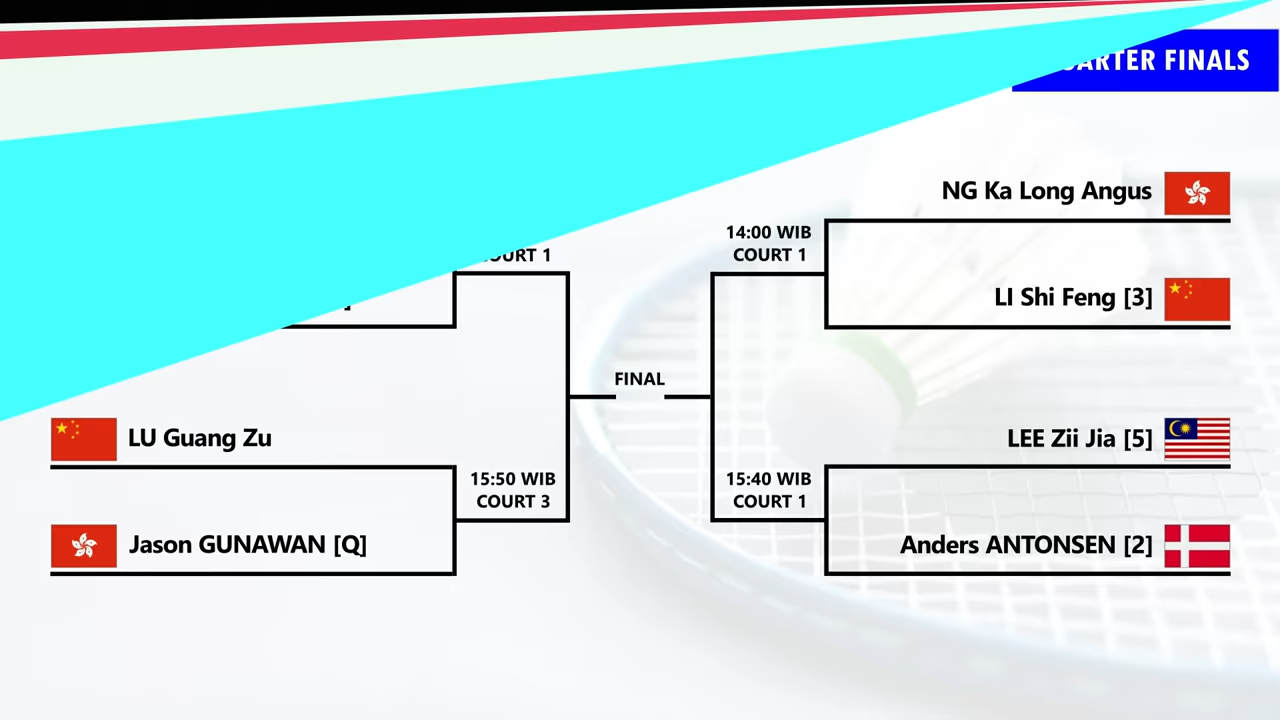 FINALS
NG Ka Long Angus
14:00 WIB
COURT 1
1
LI Shi Feng [3]
FINAL
LU Guang Zu
LEE Zii Jia [5]
15:50 WIB
COURT 3
15:40 WIB
COURT 1
Jason GUNAWAN [Q]
Anders ANTONSEN [2]